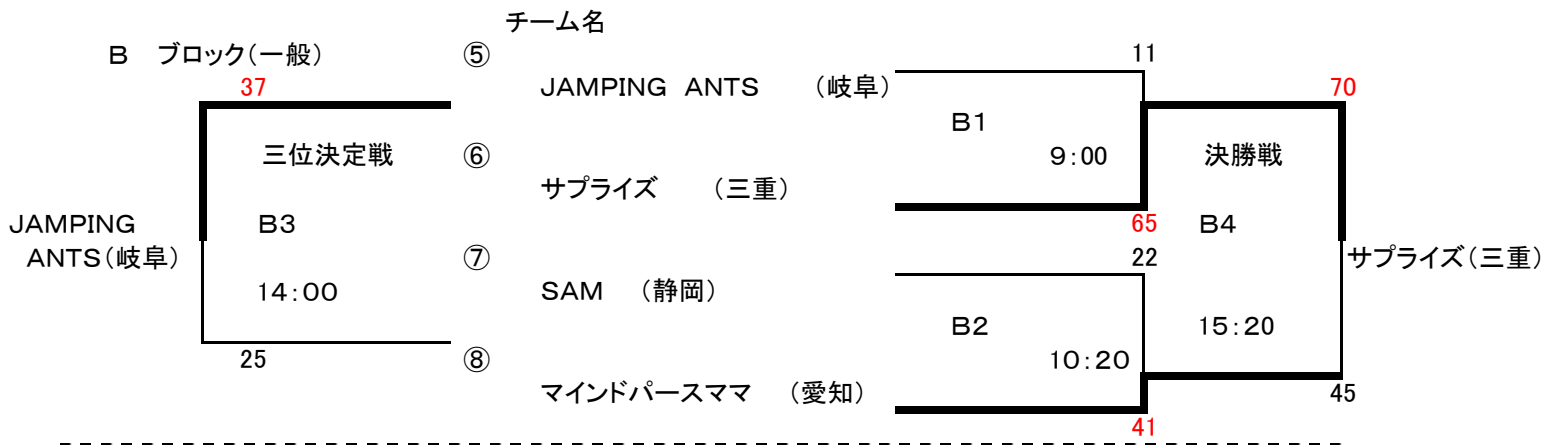 チーム名
B ブロック(一般) ⑤ 11
37 JAMPING ANTS (岐阜) 70
B1
三位決定戦 ⑥ 9:00 決勝戦
サプライズ (三重)
JAMPING B3 65 B4
ANTS(岐阜) ⑦ 22 サプライズ(三重)
14:00 SAM (静岡)
B2 15:20
25 ⑧ 10:20
マインドパースママ (愛知) 45
41